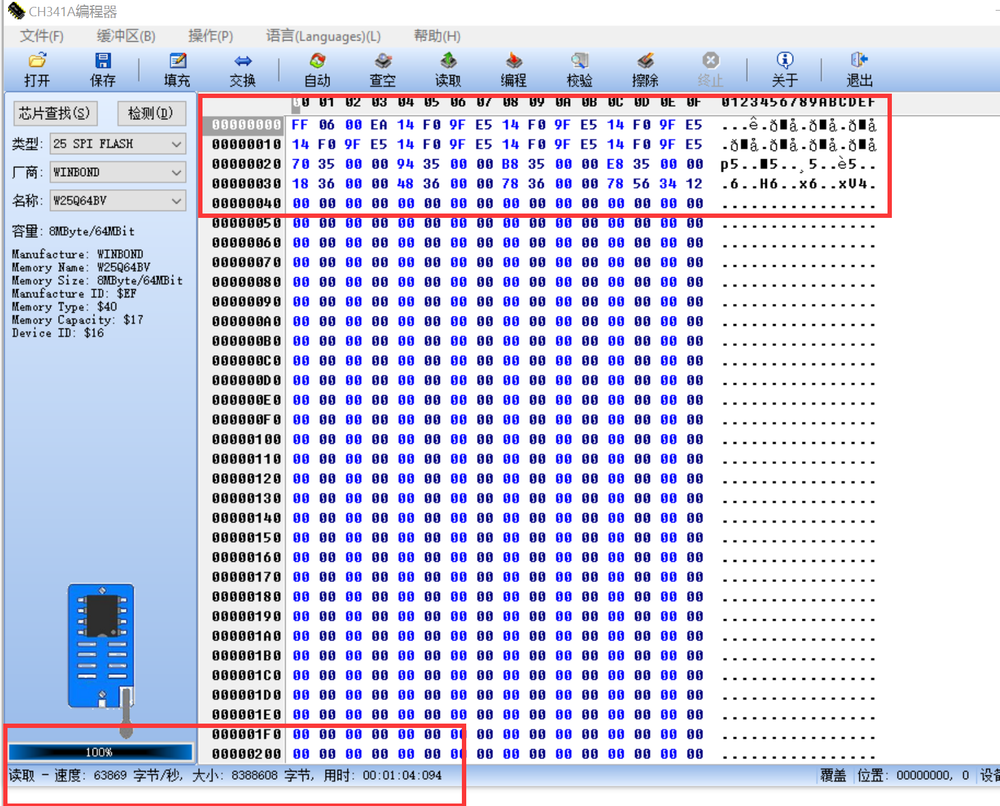 CH341A编程器
文件(F) 缓冲区(B) 操作(P) 语言(Languages)(L) 帮助(H)
打开 保存 填充 交换 自动 查空 读取 编程 校验 擦除 终止 关于 退出
芯片查找(S) 检测(D)
类型: 25 SPI FLASH
厂商: WINBOND
名称: W25Q64BV
容量: 8MByte/64MBit
Manufacture: WINBOND
Memory Name: W25Q64BV
Memory Size: 8MByte/64MBit
Manufacture ID: $EF
Memory Type: $40
Memory Capacity: $17
Device ID: $16
0 01 02 03 04 05 06 07 08 09 0A 0B 0C 0D 0E 0F 0123456789ABCDEF
00000000 FF 06 00 EA 14 F0 9F E5 14 F0 9F E5 14 F0 9F E5 ...ê.ð■å.ð■å.ð■å
00000010 14 F0 9F E5 14 F0 9F E5 14 F0 9F E5 14 F0 9F E5 .ð■å.ð■å.ð■å.ð■å
00000020 70 35 00 00 94 35 00 00 B8 35 00 00 E8 35 00 00 p5..■5..¸5..è5..
00000030 18 36 00 00 48 36 00 00 78 36 00 00 78 56 34 12 .6..H6..x6..xV4.
00000040 00 00 00 00 00 00 00 00 00 00 00 00 00 00 00 00 ................
00000050 00 00 00 00 00 00 00 00 00 00 00 00 00 00 00 00 ................
00000060 00 00 00 00 00 00 00 00 00 00 00 00 00 00 00 00 ................
00000070 00 00 00 00 00 00 00 00 00 00 00 00 00 00 00 00 ................
00000080 00 00 00 00 00 00 00 00 00 00 00 00 00 00 00 00 ................
00000090 00 00 00 00 00 00 00 00 00 00 00 00 00 00 00 00 ................
000000A0 00 00 00 00 00 00 00 00 00 00 00 00 00 00 00 00 ................
000000B0 00 00 00 00 00 00 00 00 00 00 00 00 00 00 00 00 ................
000000C0 00 00 00 00 00 00 00 00 00 00 00 00 00 00 00 00 ................
000000D0 00 00 00 00 00 00 00 00 00 00 00 00 00 00 00 00 ................
000000E0 00 00 00 00 00 00 00 00 00 00 00 00 00 00 00 00 ................
000000F0 00 00 00 00 00 00 00 00 00 00 00 00 00 00 00 00 ................
00000100 00 00 00 00 00 00 00 00 00 00 00 00 00 00 00 00 ................
00000110 00 00 00 00 00 00 00 00 00 00 00 00 00 00 00 00 ................
00000120 00 00 00 00 00 00 00 00 00 00 00 00 00 00 00 00 ................
00000130 00 00 00 00 00 00 00 00 00 00 00 00 00 00 00 00 ................
00000140 00 00 00 00 00 00 00 00 00 00 00 00 00 00 00 00 ................
00000150 00 00 00 00 00 00 00 00 00 00 00 00 00 00 00 00 ................
00000160 00 00 00 00 00 00 00 00 00 00 00 00 00 00 00 00 ................
00000170 00 00 00 00 00 00 00 00 00 00 00 00 00 00 00 00 ................
00000180 00 00 00 00 00 00 00 00 00 00 00 00 00 00 00 00 ................
00000190 00 00 00 00 00 00 00 00 00 00 00 00 00 00 00 00 ................
000001A0 00 00 00 00 00 00 00 00 00 00 00 00 00 00 00 00 ................
000001B0 00 00 00 00 00 00 00 00 00 00 00 00 00 00 00 00 ................
000001C0 00 00 00 00 00 00 00 00 00 00 00 00 00 00 00 00 ................
000001D0 00 00 00 00 00 00 00 00 00 00 00 00 00 00 00 00 ................
000001E0 00 00 00 00 00 00 00 00 00 00 00 00 00 00 00 00 ................
000001F0 00 00 00 00 00 00 00 00 00 00 00 00 00 00 00 00 ................
00000200 00 00 00 00 00 00 00 00 00 00 00 00 00 00 00 00 ................
100%
读取 - 速度: 63869 字节/秒, 大小: 8388608 字节, 用时: 00:01:04:094 覆盖 位置: 00000000, 0 设备